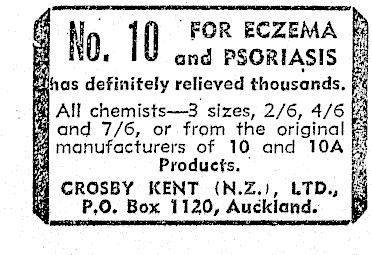 No. 10 FOR ECZEMA
and PSORIASIS
has definitely relieved thousands.
All chemists—3 sizes, 2/6, 4/6
and 7/6, or from the original
manufacturers of 10 and 10A
Products.
CROSBY KENT (N.Z.), LTD.,
P.O. Box 1120, Auckland.